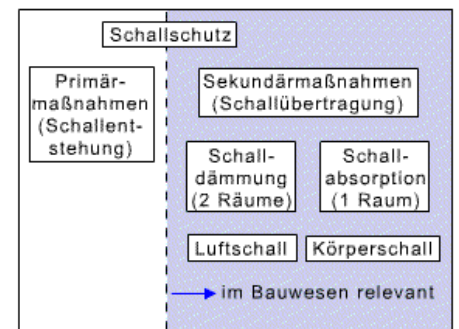 Schallschutz
Primär-
maßnahmen
(Schallent-
stehung)
Sekundärmaßnahmen
(Schallübertragung)
Schall-
dämmung
(2 Räume)
Schall-
absorption
(1 Raum)
Luftschall
Körperschall
im Bauwesen relevant